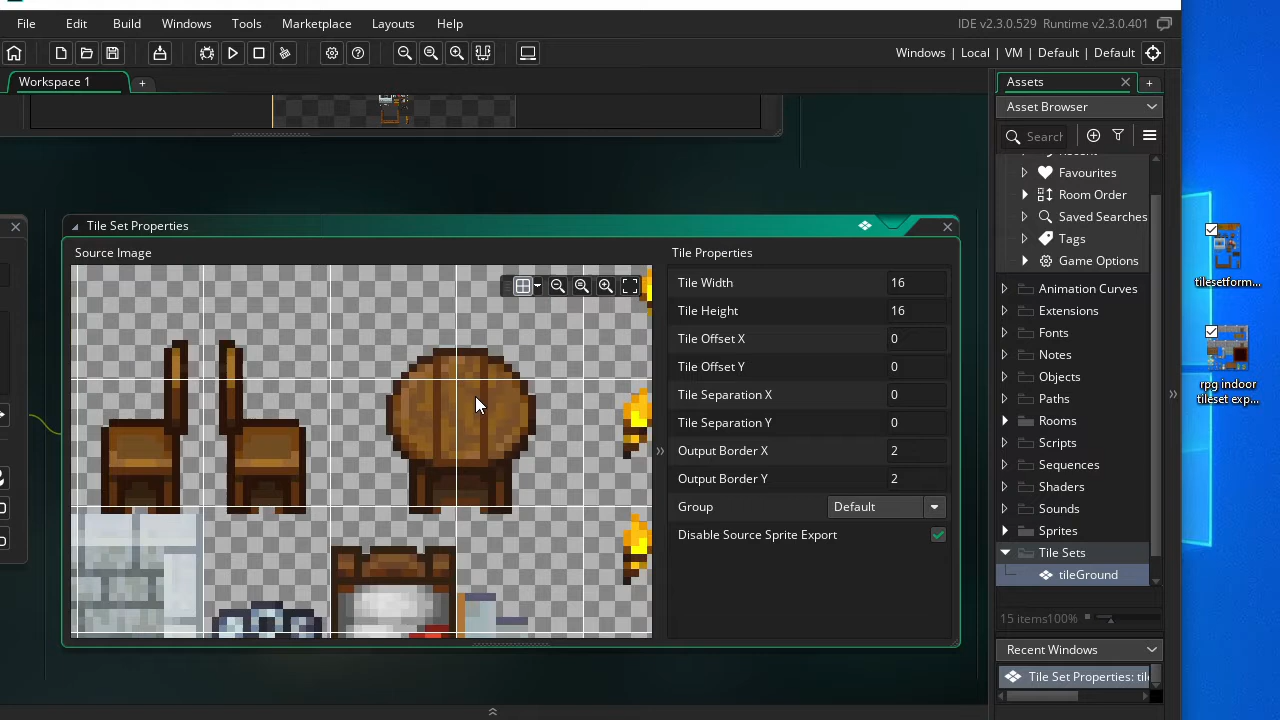 File Edit Build Windows Tools Marketplace Layouts Help IDE v2.3.0.529 Runtime v2.3.0.401
Windows | Local | VM | Default | Default
Workspace 1
Assets
Asset Browser
Search
Favourites
Room Order
Saved Searches
Tags
Game Options
Animation Curves
Extensions
Fonts
Notes
Objects
Paths
Rooms
Scripts
Sequences
Shaders
Sounds
Sprites
Tile Sets
tileGround
15 items 100%
Recent Windows
Tile Set Properties: til
Tile Set Properties
Source Image
Tile Properties
Tile Width 16
Tile Height 16
Tile Offset X 0
Tile Offset Y 0
Tile Separation X 0
Tile Separation Y 0
Output Border X 2
Output Border Y 2
Group Default
Disable Source Sprite Export
tilesetform...
rpg indoor
tileset exp...